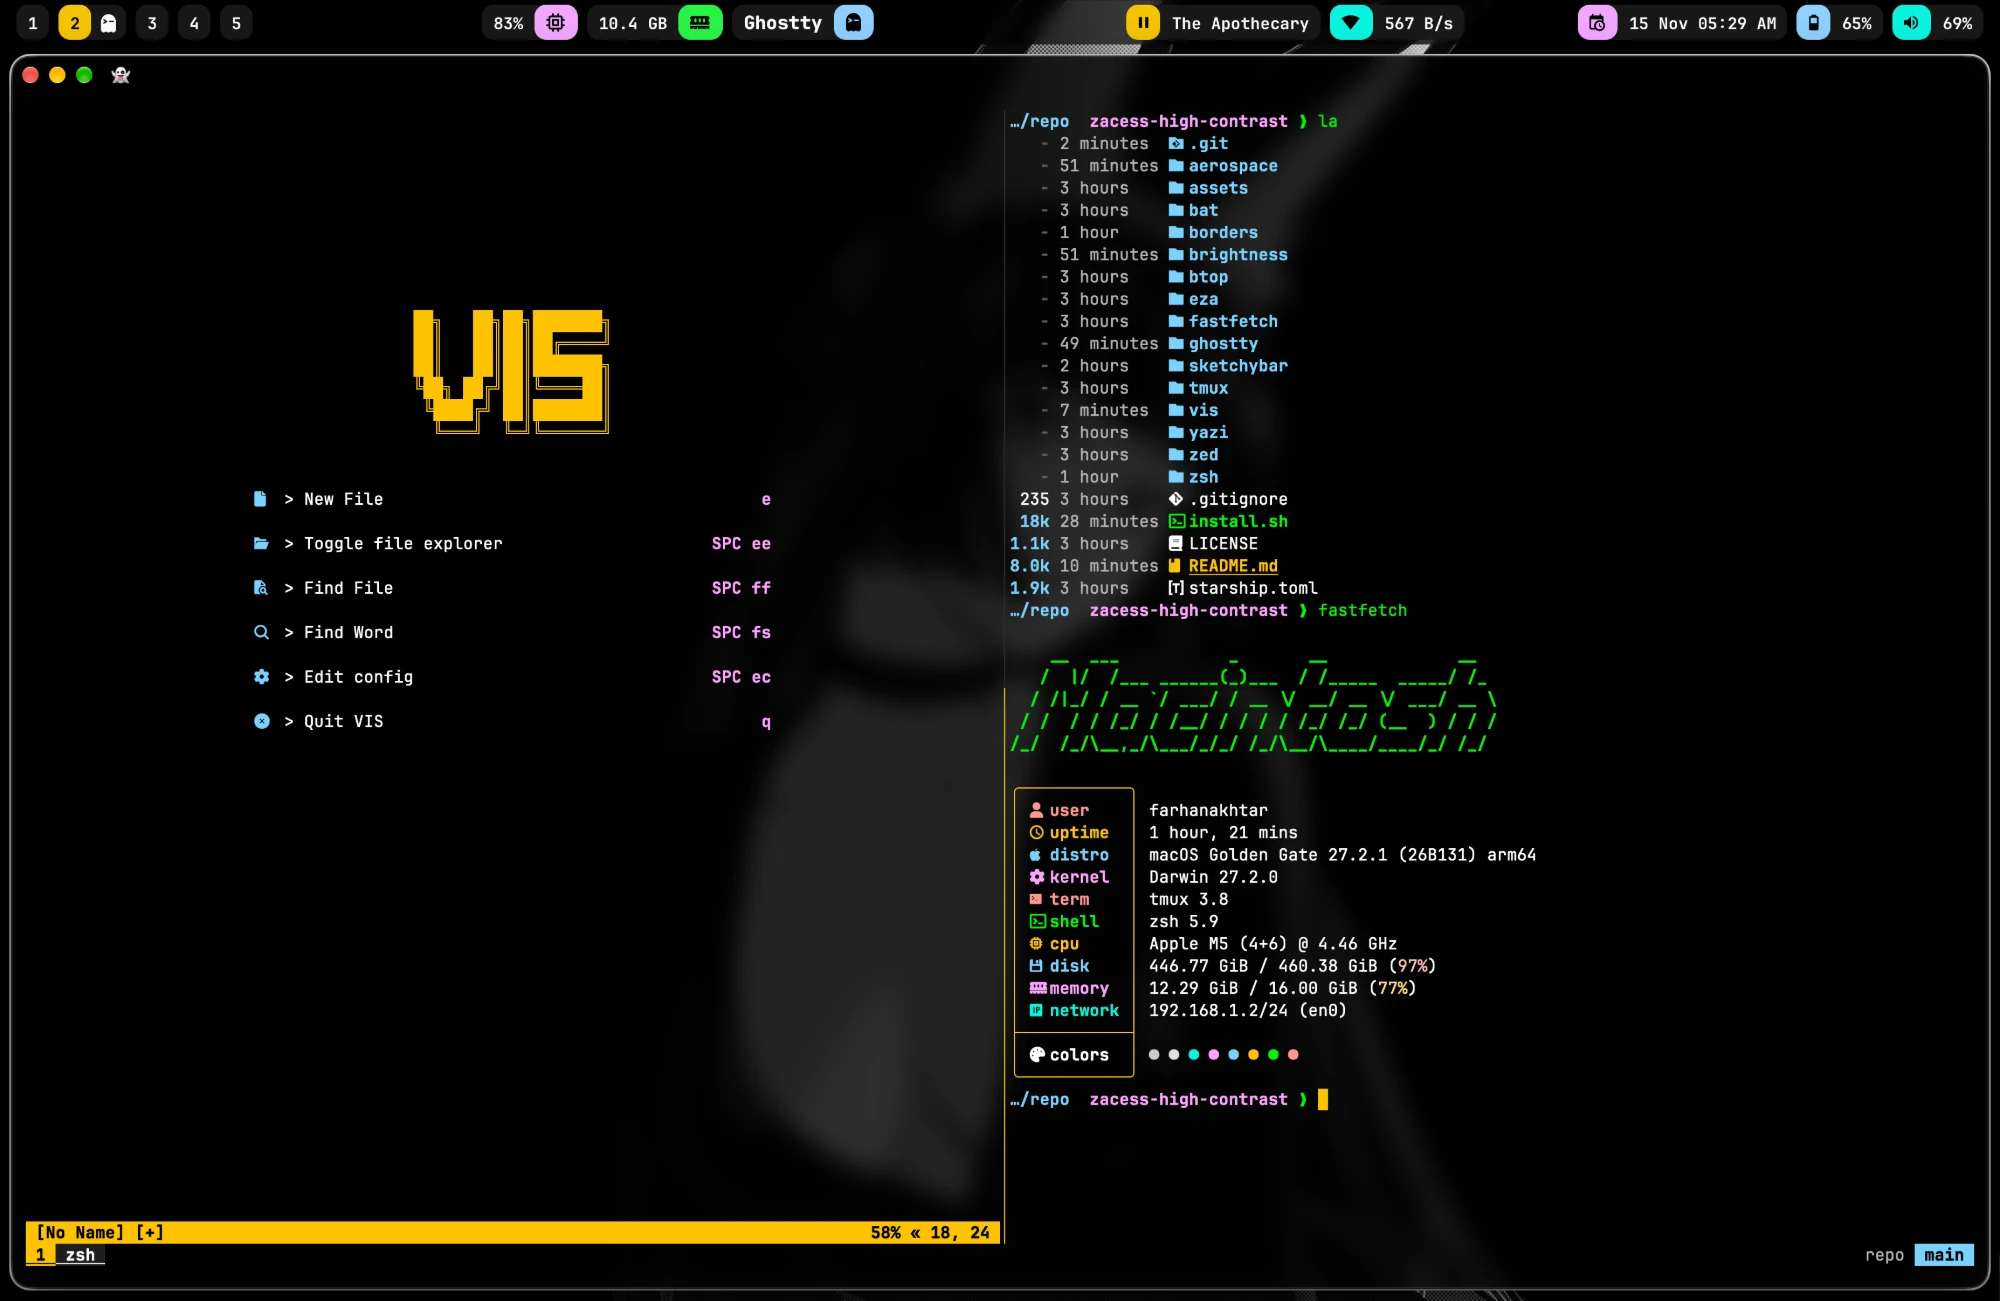 1 2 3 4 5 83% 10.4 GB Ghostty The Apothecary 567 B/s 15 Nov 05:29 AM 65% 69%
VIS
> New File e
> Toggle file explorer SPC ee
> Find File SPC ff
> Find Word SPC fs
> Edit config SPC ec
> Quit VIS q
[No Name] [+] 58% « 18, 24
1 zsh
…/repo zacess-high-contrast ❫ la
- 2 minutes .git
- 51 minutes aerospace
- 3 hours assets
- 3 hours bat
- 1 hour borders
- 51 minutes brightness
- 3 hours btop
- 3 hours eza
- 3 hours fastfetch
- 49 minutes ghostty
- 2 hours sketchybar
- 3 hours tmux
- 7 minutes vis
- 3 hours yazi
- 3 hours zed
- 1 hour zsh
235 3 hours .gitignore
18k 28 minutes install.sh
1.1k 3 hours LICENSE
8.0k 10 minutes README.md
1.9k 3 hours [T] starship.toml
…/repo zacess-high-contrast ❫ fastfetch
Macintosh
user farhanakhtar
uptime 1 hour, 21 mins
distro macOS Golden Gate 27.2.1 (26B131) arm64
kernel Darwin 27.2.0
term tmux 3.8
shell zsh 5.9
cpu Apple M5 (4+6) @ 4.46 GHz
disk 446.77 GiB / 460.38 GiB (97%)
memory 12.29 GiB / 16.00 GiB (77%)
IP network 192.168.1.2/24 (en0)
colors
…/repo zacess-high-contrast ❫
repo main